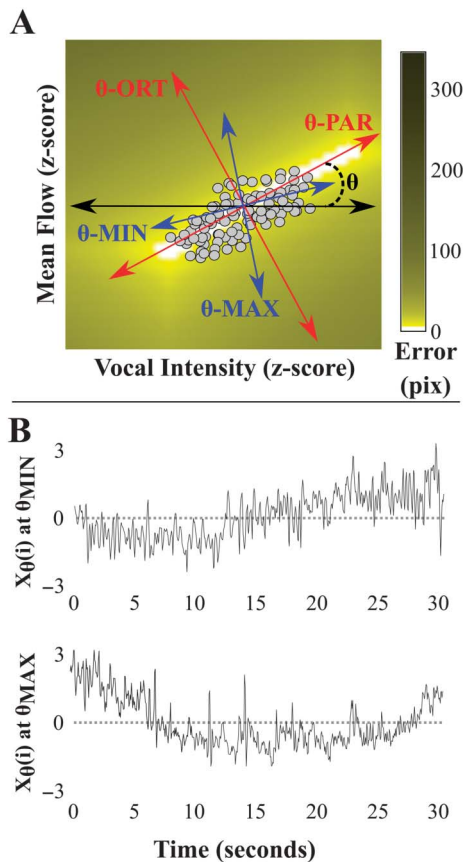 A
Mean Flow (z-score)
θ-ORT
θ-PAR
θ
θ-MIN
θ-MAX
Vocal Intensity (z-score)
300
200
100
0
Error
(pix)
B
Xθ(i) at θMIN
3
0
−3
0 5 10 15 20 25 30
Xθ(i) at θMAX
3
0
−3
0 5 10 15 20 25 30
Time (seconds)